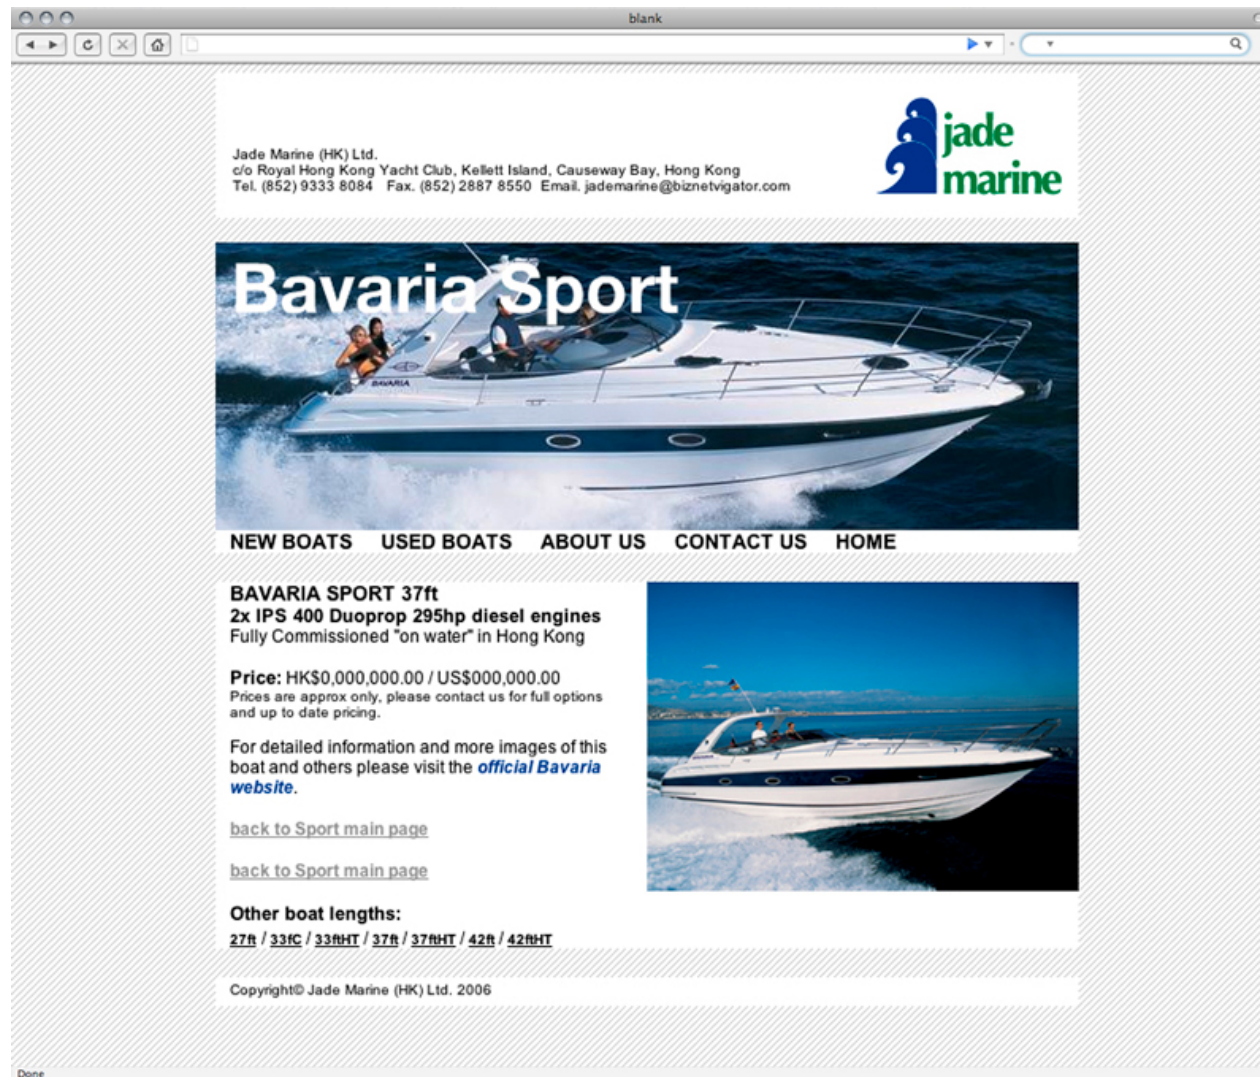 blank
Jade Marine (HK) Ltd.
c/o Royal Hong Kong Yacht Club, Kellett Island, Causeway Bay, Hong Kong
Tel. (852) 9333 8084 Fax. (852) 2887 8550 Email. jademarine@biznetvigator.com
jade
marine
Bavaria Sport
BAVARIA
NEW BOATS USED BOATS ABOUT US CONTACT US HOME
BAVARIA SPORT 37ft
2x IPS 400 Duoprop 295hp diesel engines
Fully Commissioned "on water" in Hong Kong
Price: HK$0,000,000.00 / US$000,000.00
Prices are approx only, please contact us for full options
and up to date pricing.
For detailed information and more images of this
boat and others please visit the official Bavaria
website.
back to Sport main page
back to Sport main page
Other boat lengths:
27ft / 33fC / 33ftHT / 37ft / 37ftHT / 42ft / 42ftHT
Copyright© Jade Marine (HK) Ltd. 2006
Done